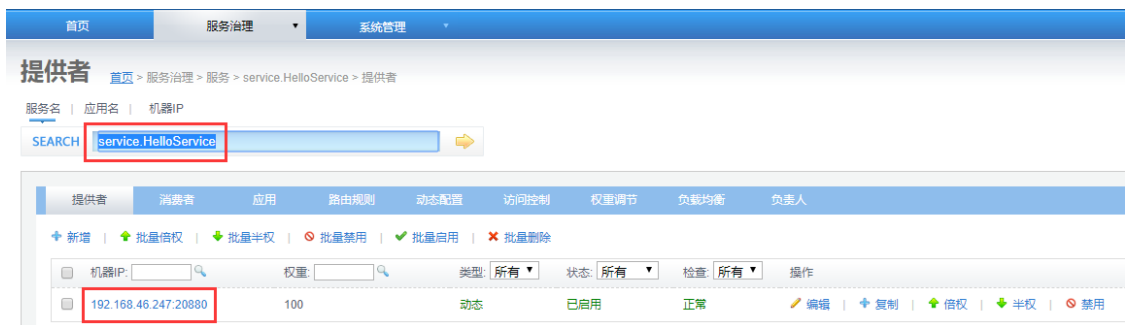 首页 服务治理 ▼ 系统管理 ▼
提供者 首页 > 服务治理 > 服务 > service.HelloService > 提供者
服务名 | 应用名 | 机器IP
SEARCH service.HelloService
提供者 消费者 应用 路由规则 动态配置 访问控制 权重调节 负载均衡 负责人
新增 | 批量倍权 | 批量半权 | 批量禁用 | 批量启用 | 批量删除
机器IP: 权重: 类型: 所有 ▼ 状态: 所有 ▼ 检查: 所有 ▼ 操作
192.168.46.247:20880 100 动态 已启用 正常 编辑 | 复制 | 倍权 | 半权 | 禁用